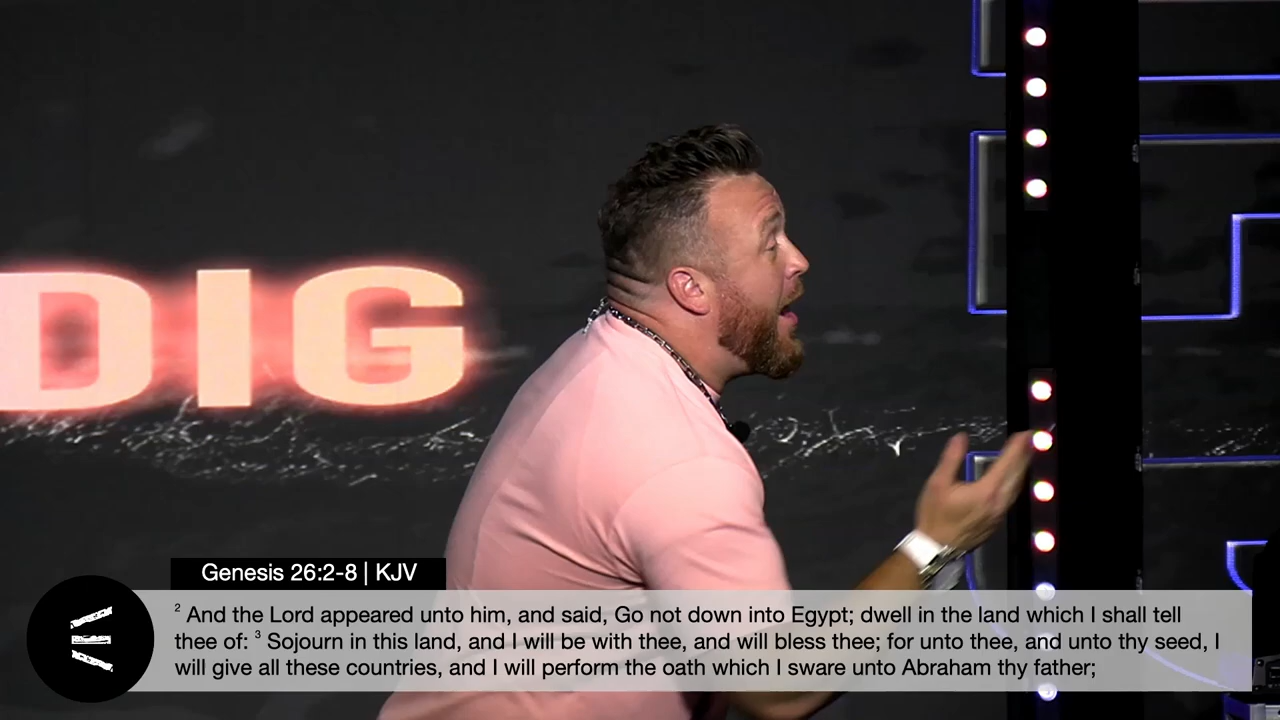 DIG
Genesis 26:2-8 | KJV
² And the Lord appeared unto him, and said, Go not down into Egypt; dwell in the land which I shall tell
thee of: ³ Sojourn in this land, and I will be with thee, and will bless thee; for unto thee, and unto thy seed, I
will give all these countries, and I will perform the oath which I sware unto Abraham thy father;